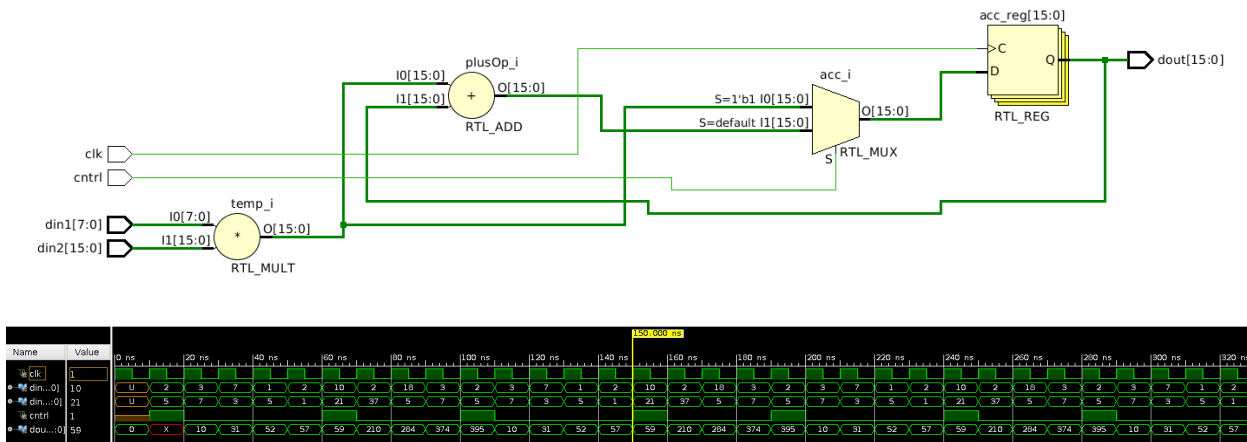 acc_reg[15:0]
plusOp_i
C
Q
dout[15:0]
I0[15:0]
acc_i
D
+
O[15:0]
I1[15:0]
S=1'b1 I0[15:0]
O[15:0]
RTL_REG
RTL_ADD
S=default I1[15:0]
clk
S
RTL_MUX
cntrl
temp_i
din1[7:0]
I0[7:0]
*
O[15:0]
din2[15:0]
I1[15:0]
RTL_MULT
150.000 ns
Name Value 0 ns 20 ns 40 ns 60 ns 80 ns 100 ns 120 ns 140 ns 160 ns 180 ns 200 ns 220 ns 240 ns 260 ns 280 ns 300 ns 320 ns
clk 1
din...0] 10 U 2 3 7 1 2 10 2 18 3 2 3 7 1 2 10 2 18 3 2 3 7 1 2 10 2 18 3 2 3 7 1 2
din...:0] 21 U 5 7 3 5 1 21 37 5 7 5 7 3 5 1 21 37 5 7 5 7 3 5 1 21 37 5 7 5 7 3 5 1
cntrl 1
dou...:0] 59 0 X 10 31 52 57 59 210 284 374 395 10 31 52 57 59 210 284 374 395 10 31 52 57 59 210 284 374 395 10 31 52 57